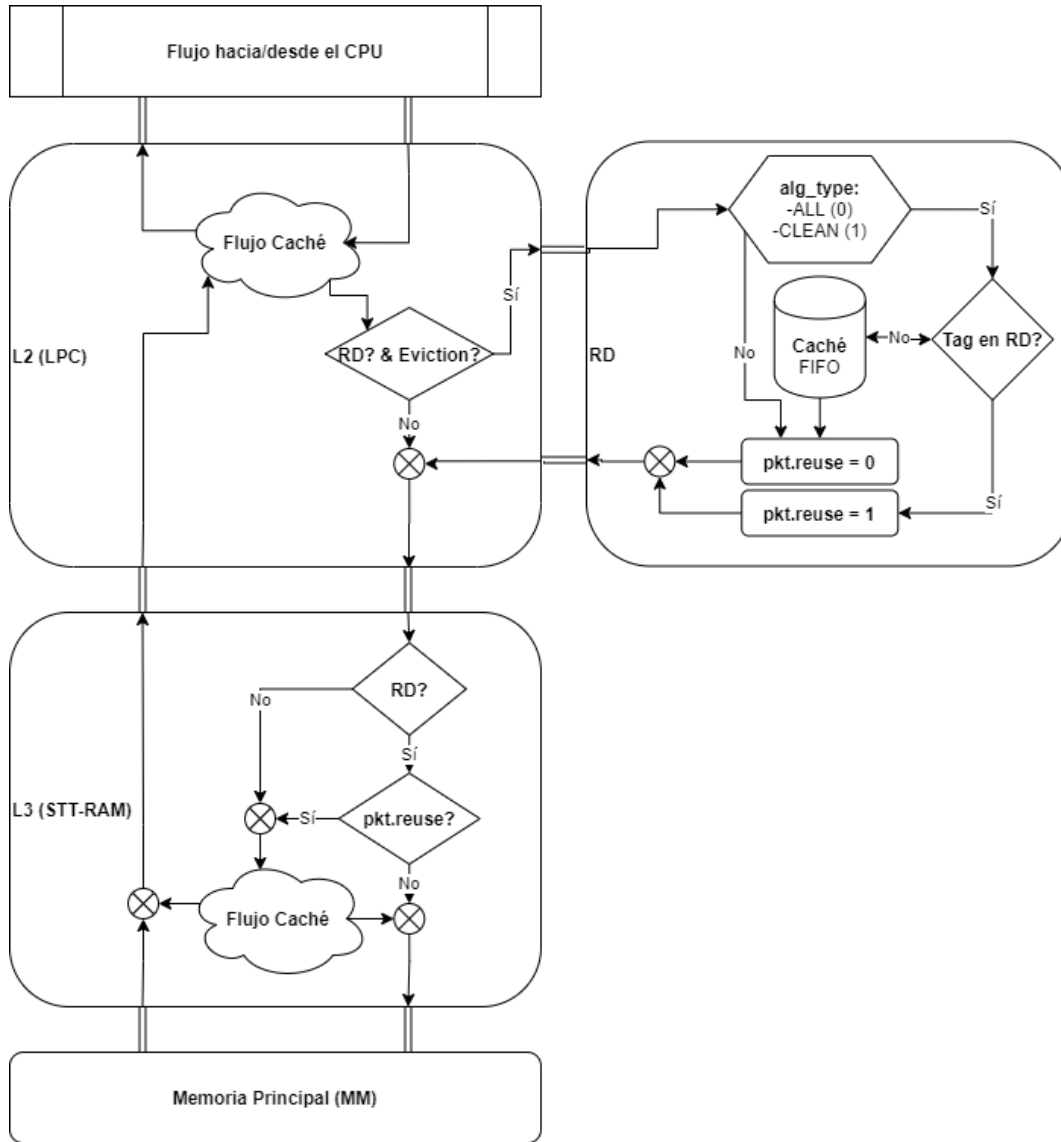 Flujo hacia/desde el CPU
alg_type:
-ALL (0)
-CLEAN (1)
Sí
Flujo Caché
Sí
L2 (LPC)
RD? & Eviction?
RD
No
Caché
FIFO
No
Tag en RD?
No
pkt.reuse = 0
Sí
pkt.reuse = 1
RD?
No
Sí
L3 (STT-RAM)
Sí
pkt.reuse?
No
Flujo Caché
Memoria Principal (MM)